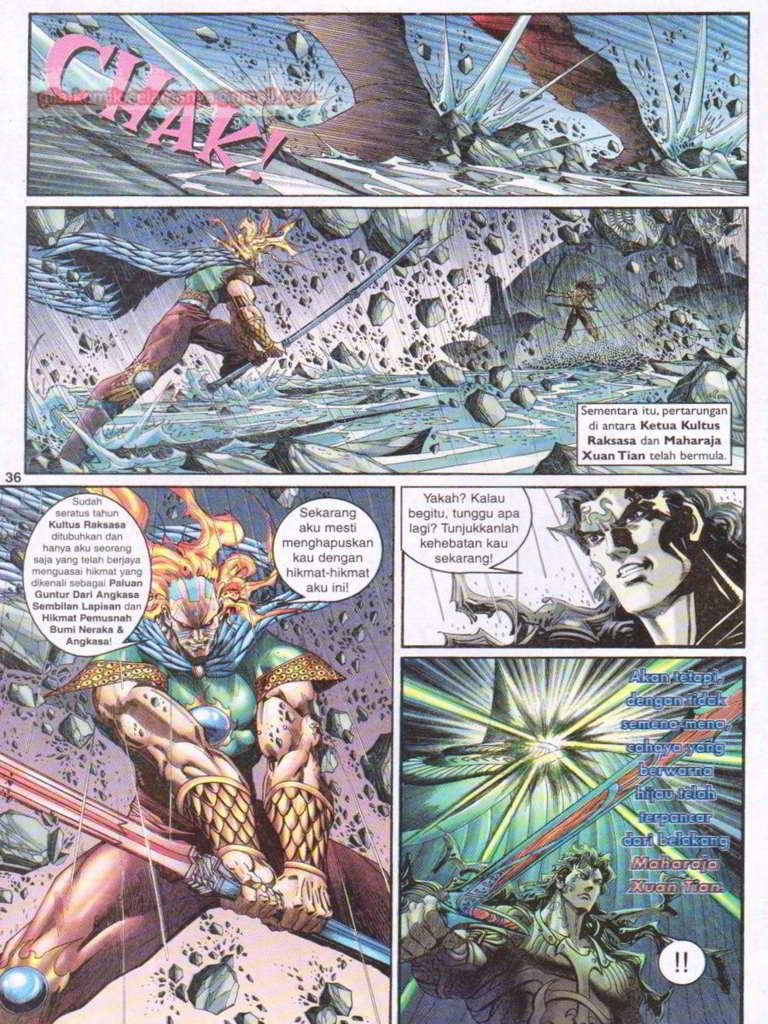 CHAK!
Sementara itu, pertarungan
di antara Ketua Kultus
Raksasa dan Maharaja
Xuan Tian telah bermula.
36
Sudah
seratus tahun
Kultus Raksasa
ditubuhkan dan
hanya aku seorang
saja yang telah berjaya
menguasai hikmat yang
dikenali sebagai Paluan
Guntur Dari Angkasa
Sembilan Lapisan dan
Hikmat Pemusnah
Bumi Neraka &
Angkasa!
Sekarang
aku mesti
menghapuskan
kau dengan
hikmat-hikmat
aku ini!
Yakah? Kalau
begitu, tunggu apa
lagi? Tunjukkanlah
kehebatan kau
sekarang!
Akan tetapi,
dengan tidak
semena-mena,
cahaya yang
berwarna
hijau telah
terpancar
dari belakang
Maharaja
Xuan Tian.
!!